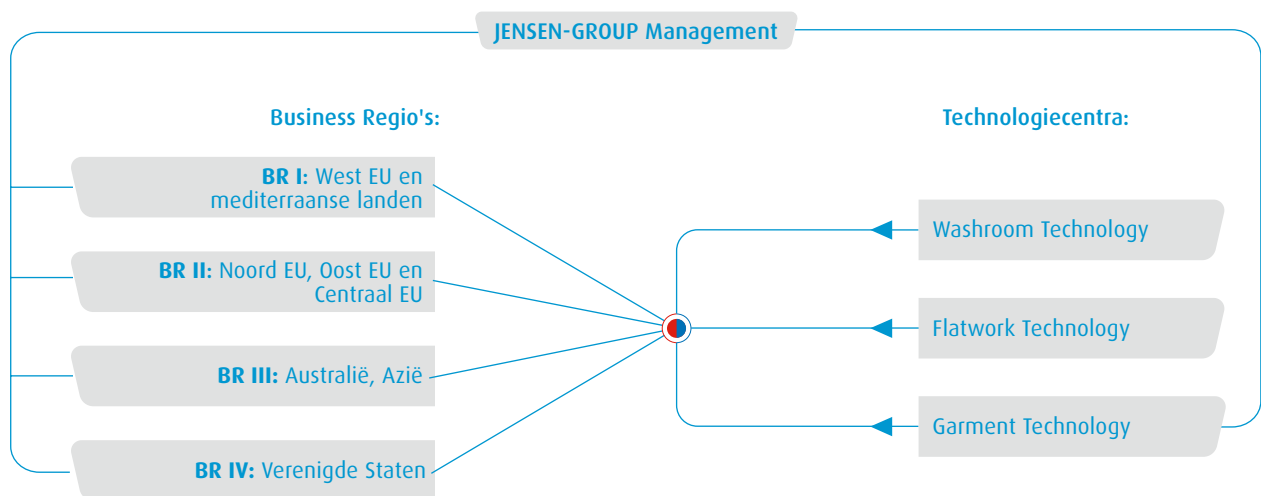 JENSEN-GROUP Management
Business Regio's:
BR I: West EU en
mediterraanse landen
BR II: Noord EU, Oost EU en
Centraal EU
BR III: Australië, Azië
BR IV: Verenigde Staten
Technologiecentra:
Washroom Technology
Flatwork Technology
Garment Technology